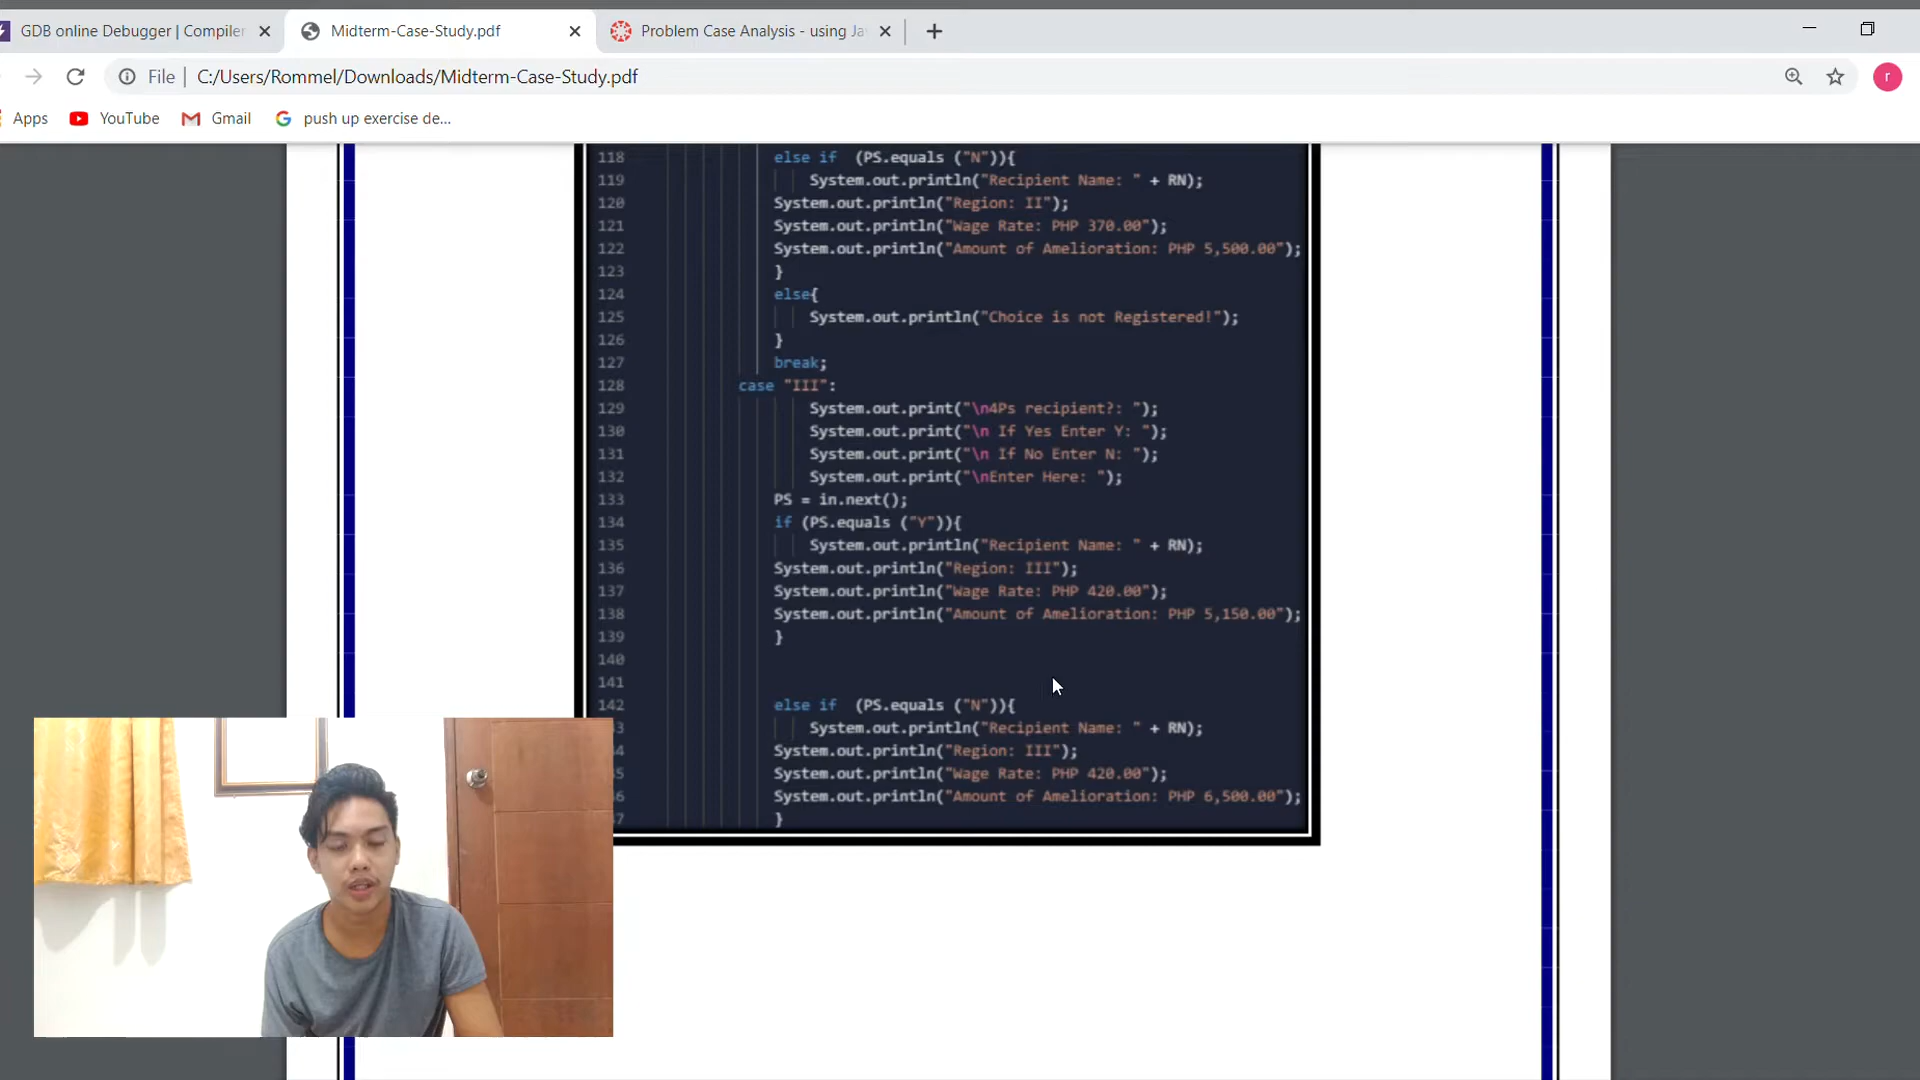 GDB online Debugger | Compiler
Midterm-Case-Study.pdf
Problem Case Analysis - using Ja
File | C:/Users/Rommel/Downloads/Midterm-Case-Study.pdf
r
Apps
YouTube
Gmail
push up exercise de...
118 else if (PS.equals ("N")){
119 System.out.println("Recipient Name: " + RN);
120 System.out.println("Region: II");
121 System.out.println("Wage Rate: PHP 370.00");
122 System.out.println("Amount of Amelioration: PHP 5,500.00");
123 }
124 else{
125 System.out.println("Choice is not Registered!");
126 }
127 break;
128 case "III":
129 System.out.print("\n4Ps recipient?: ");
130 System.out.print("\n If Yes Enter Y: ");
131 System.out.print("\n If No Enter N: ");
132 System.out.print("\nEnter Here: ");
133 PS = in.next();
134 if (PS.equals ("Y")){
135 System.out.println("Recipient Name: " + RN);
136 System.out.println("Region: III");
137 System.out.println("Wage Rate: PHP 420.00");
138 System.out.println("Amount of Amelioration: PHP 5,150.00");
139 }
140
141
142 else if (PS.equals ("N")){
3 System.out.println("Recipient Name: " + RN);
4 System.out.println("Region: III");
5 System.out.println("Wage Rate: PHP 420.00");
6 System.out.println("Amount of Amelioration: PHP 6,500.00");
7 }